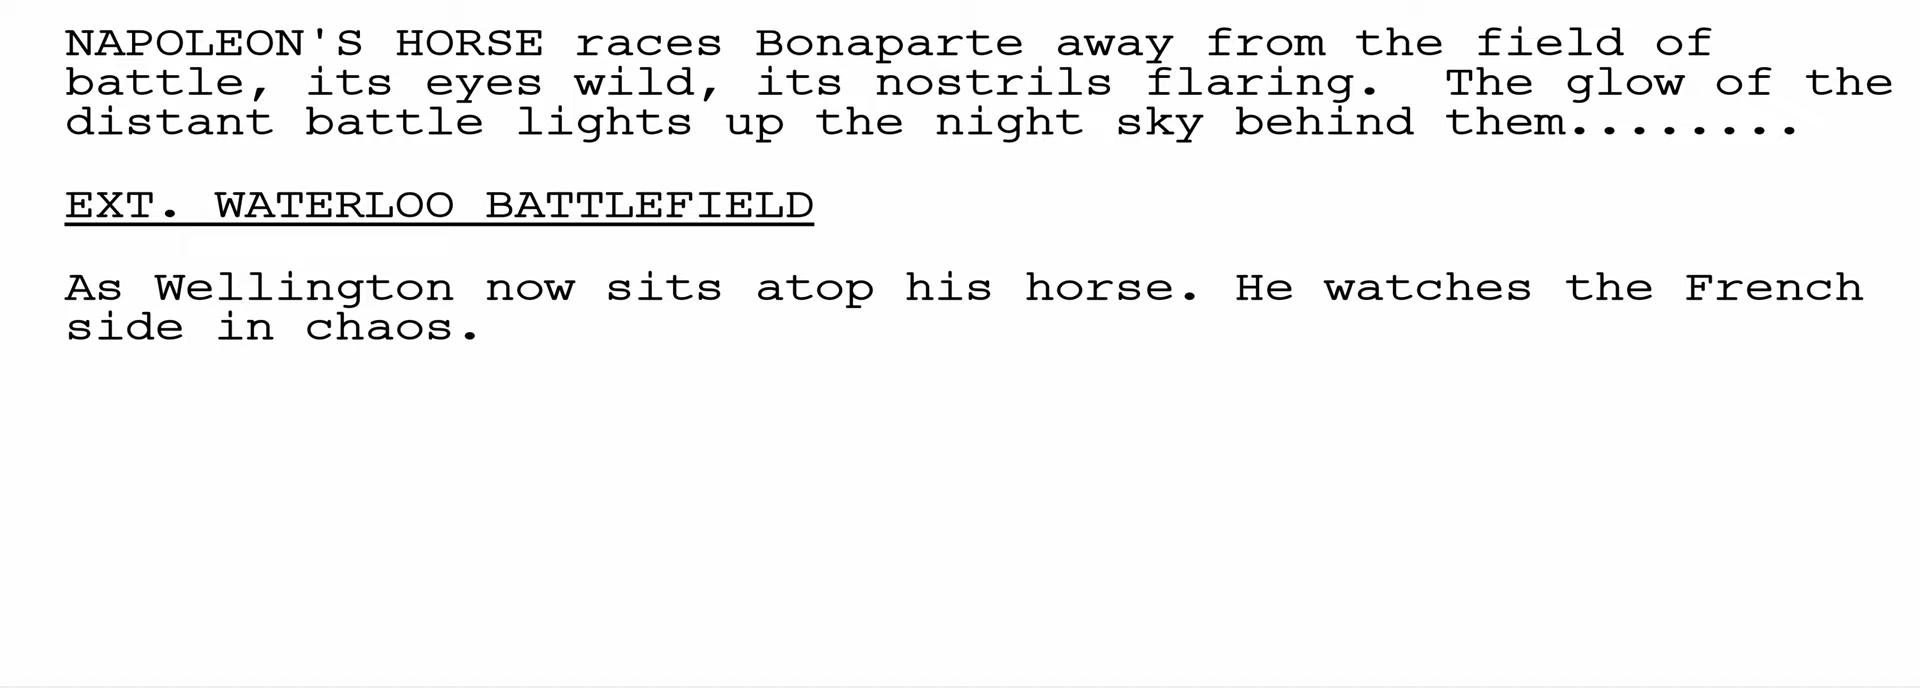 NAPOLEON'S HORSE races Bonaparte away from the field of
battle, its eyes wild, its nostrils flaring.  The glow of the
distant battle lights up the night sky behind them........
EXT. WATERLOO BATTLEFIELD
As Wellington now sits atop his horse. He watches the French
side in chaos.